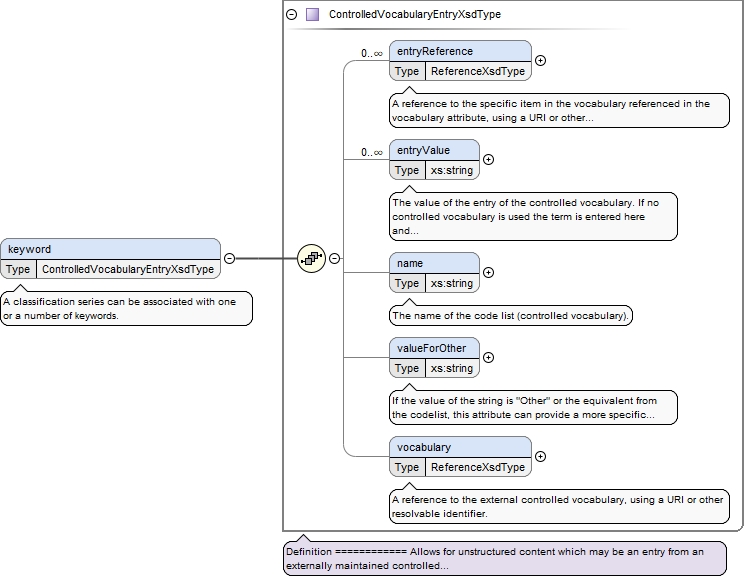 ControlledVocabularyEntryXsdType
0..∞
entryReference
Type ReferenceXsdType
A reference to the specific item in the vocabulary referenced in the
vocabulary attribute, using a URI or other...
0..∞
entryValue
Type xs:string
The value of the entry of the controlled vocabulary. If no
controlled vocabulary is used the term is entered here
and...
keyword
Type ControlledVocabularyEntryXsdType
A classification series can be associated with one
or a number of keywords.
name
Type xs:string
The name of the code list (controlled vocabulary).
valueForOther
Type xs:string
If the value of the string is "Other" or the equivalent from
the codelist, this attribute can provide a more specific...
vocabulary
Type ReferenceXsdType
A reference to the external controlled vocabulary, using a URI or other
resolvable identifier.
Definition ============ Allows for unstructured content which may be an entry from an
externally maintained controlled...